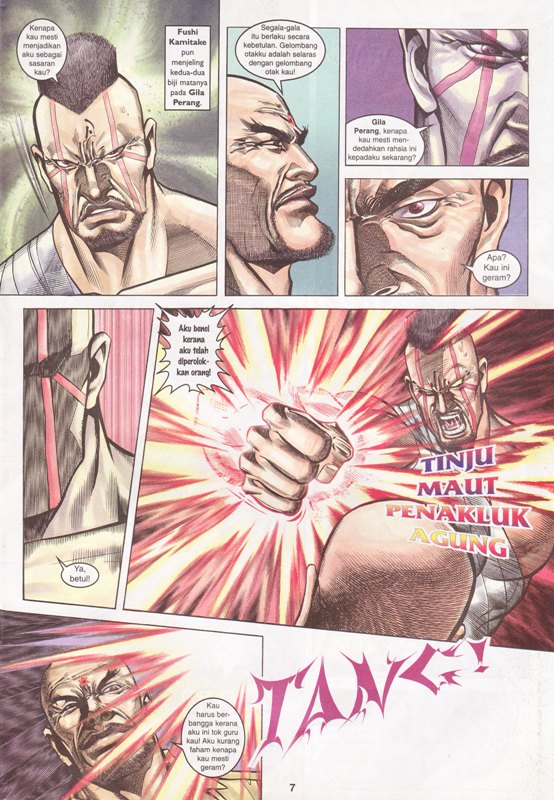 Kenapa
kau mesti
menjadikan
aku sebagai
sasaran
kau?
Fushi
Kamitake
pun
menjeling
kedua-dua
biji matanya
pada Gila
Perang.
Segala-gala
itu berlaku secara
kebetulan. Gelombang
otakku adalah selaras
dengan gelombang
otak kau!
Gila
Perang, kenapa
kau mesti men-
dedahkan rahsia ini
kepadaku sekarang?
Apa?
Kau ini
geram?
Ya,
betul!
Aku benci
kerana
aku telah
diperolok-
kan orang!
TINJU
MAUT
PENAKLUK
AGUNG
TANG!
Kau
harus ber-
bangga kerana
aku ini tok guru
kau! Aku kurang
faham kenapa
kau mesti
geram?
7